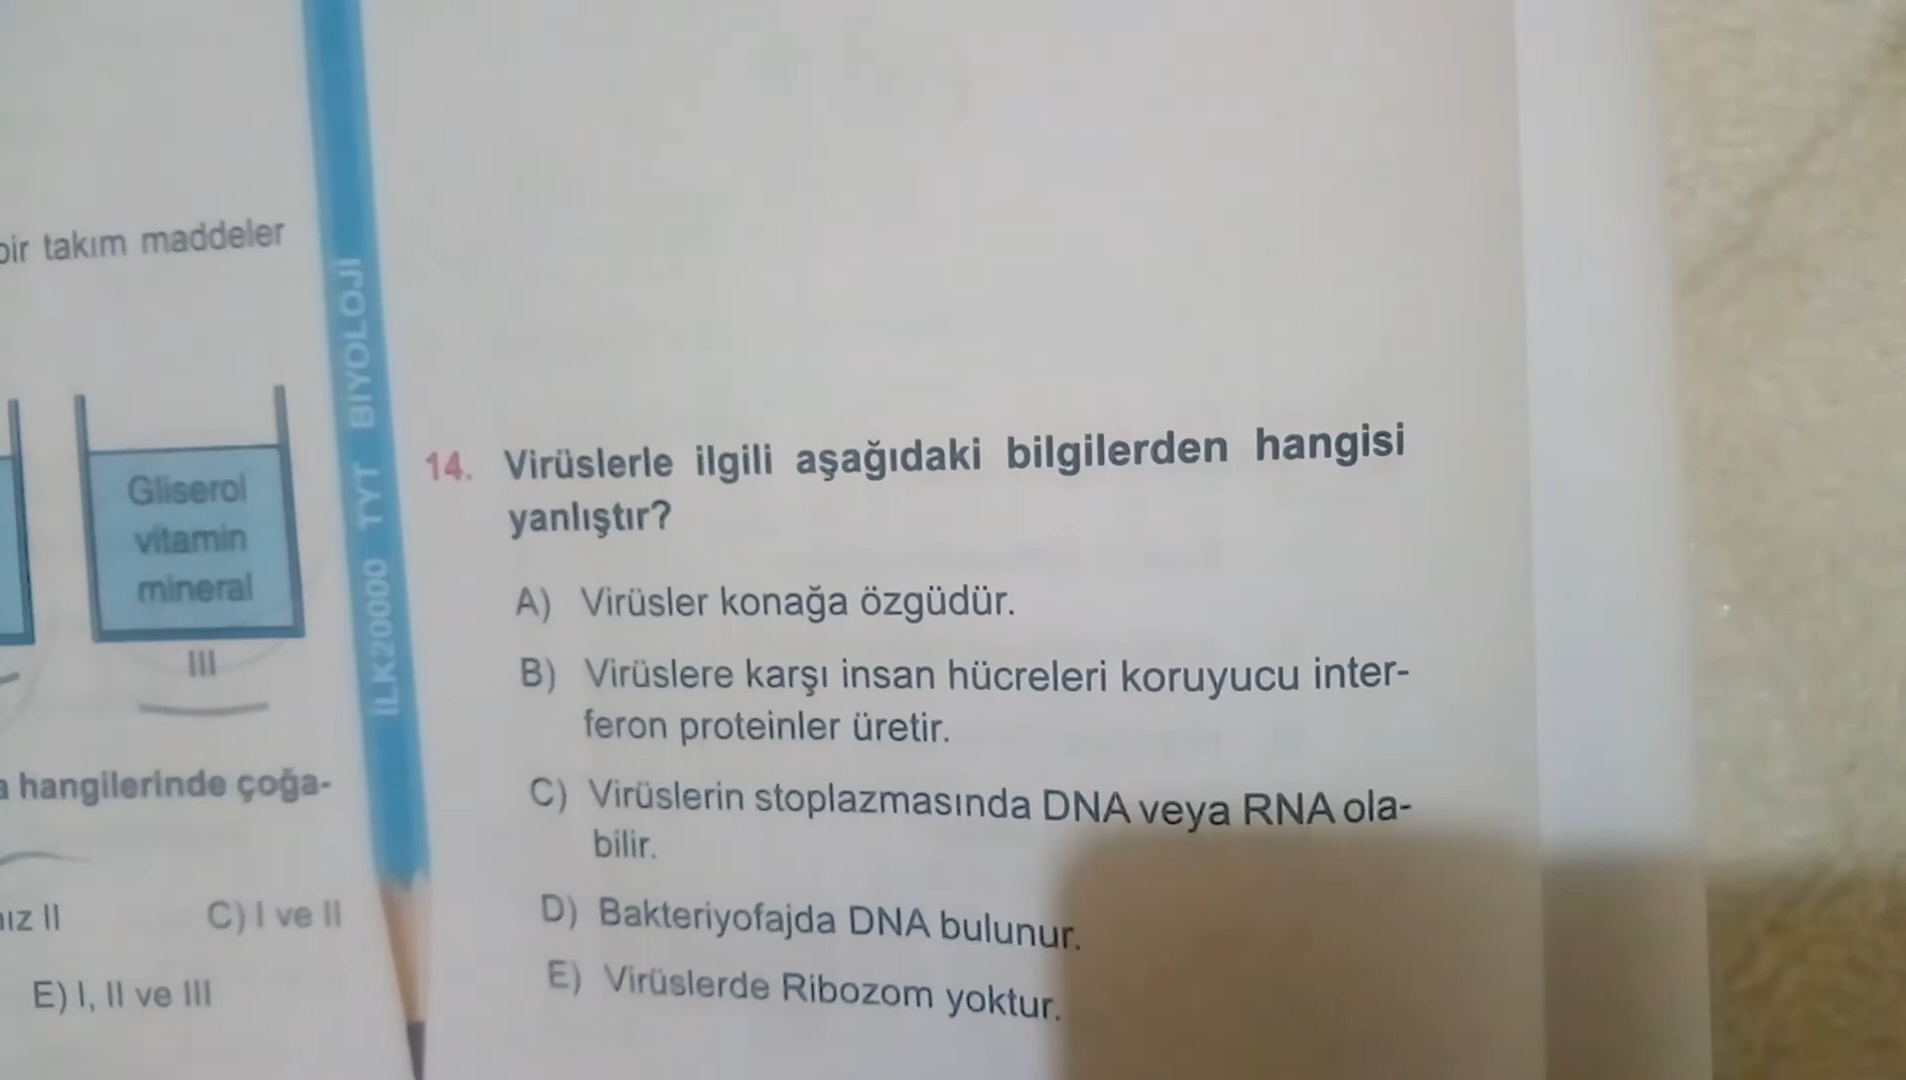 bir takım maddeler
Gliserol
vitamin
mineral
III
hangilerinde çoğa-
II
C) I ve II
E) I, II ve III
İLK20000 TYT BİYOLOJİ
14. Virüslerle ilgili aşağıdaki bilgilerden hangisi
yanlıştır?
A) Virüsler konağa özgüdür.
B) Virüslere karşı insan hücreleri koruyucu inter-
feron proteinler üretir.
C) Virüslerin stoplazmasında DNA veya RNA ola-
bilir.
D) Bakteriyofajda DNA bulunur.
E) Virüslerde Ribozom yoktur.